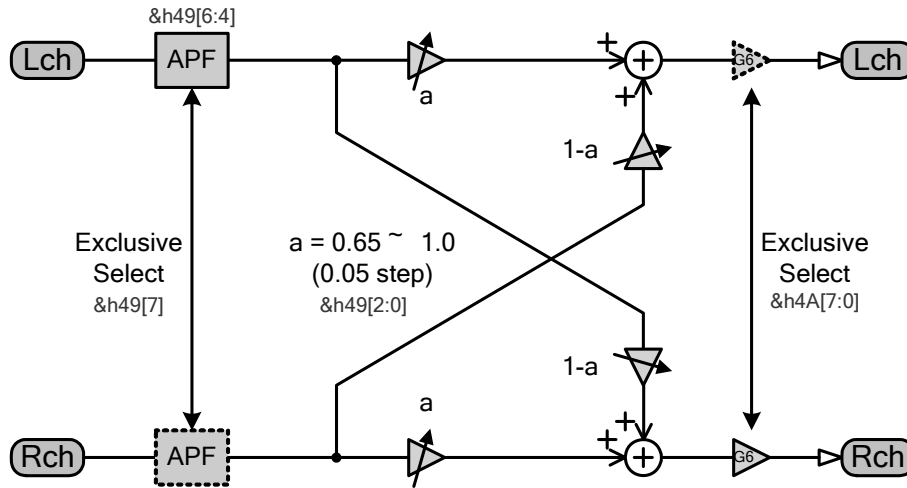 &h49[6:4]
Lch
APF
a
+
+
+
G6
Lch
1-a
Exclusive
Select
&h49[7]
a = 0.65 ~ 1.0
(0.05 step)
&h49[2:0]
Exclusive
Select
&h4A[7:0]
1-a
Rch
APF
a
+
+
+
G6
Rch